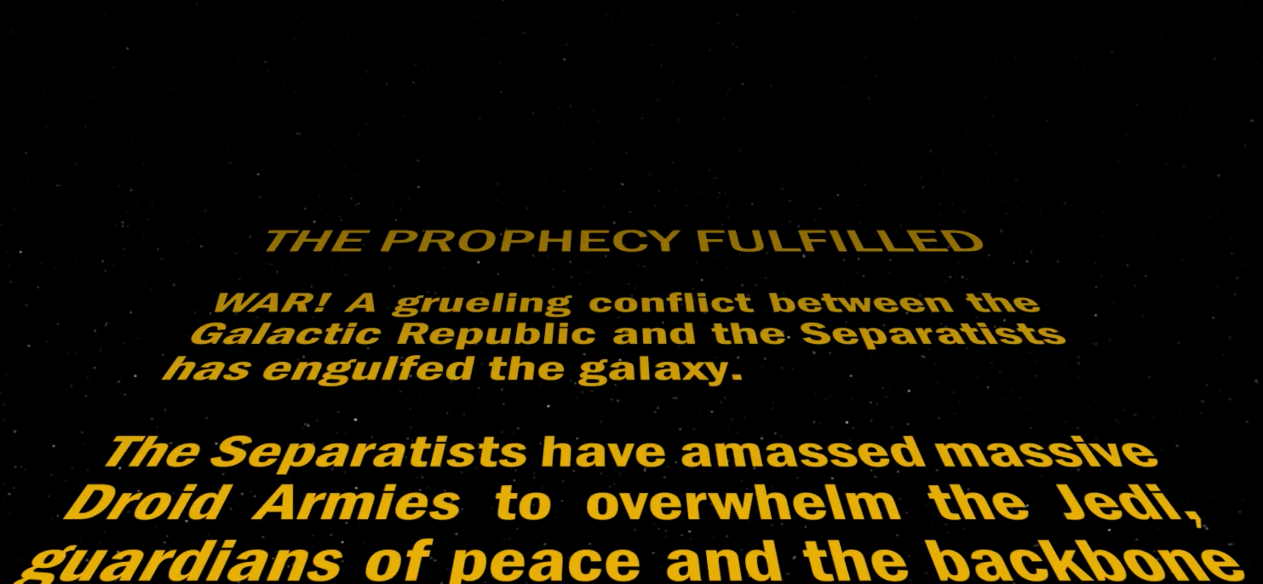 THE PROPHECY FULFILLED
WAR! A grueling conflict between the
Galactic Republic and the Separatists
has engulfed the galaxy.
The Separatists have amassed massive
Droid Armies to overwhelm the Jedi,
guardians of peace and the backbone